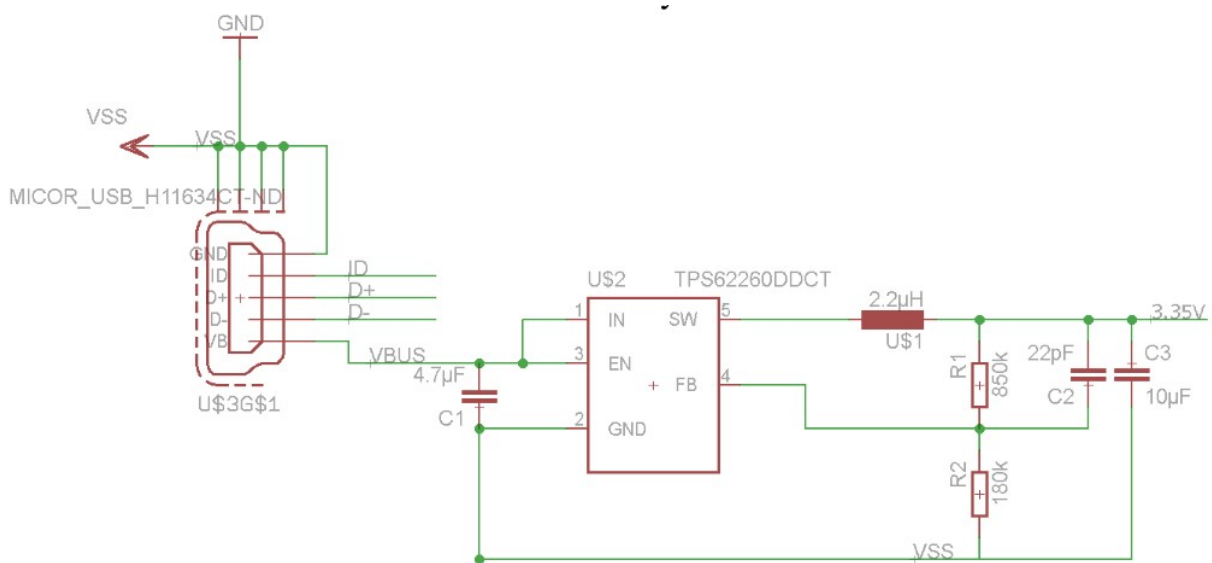 GND
VSS
VSS
MICOR_USB_H11634CT-ND
GND
ID
D+
D-
VB
ID
D+
D-
U$3G$1
VBUS
4.7µF
C1
U$2
TPS62260DDCT
1
IN
3
EN
2
GND
SW
5
FB
4
2.2µH
U$1
R1
850k
R2
180k
22pF
C2
C3
10µF
3.35V
VSS